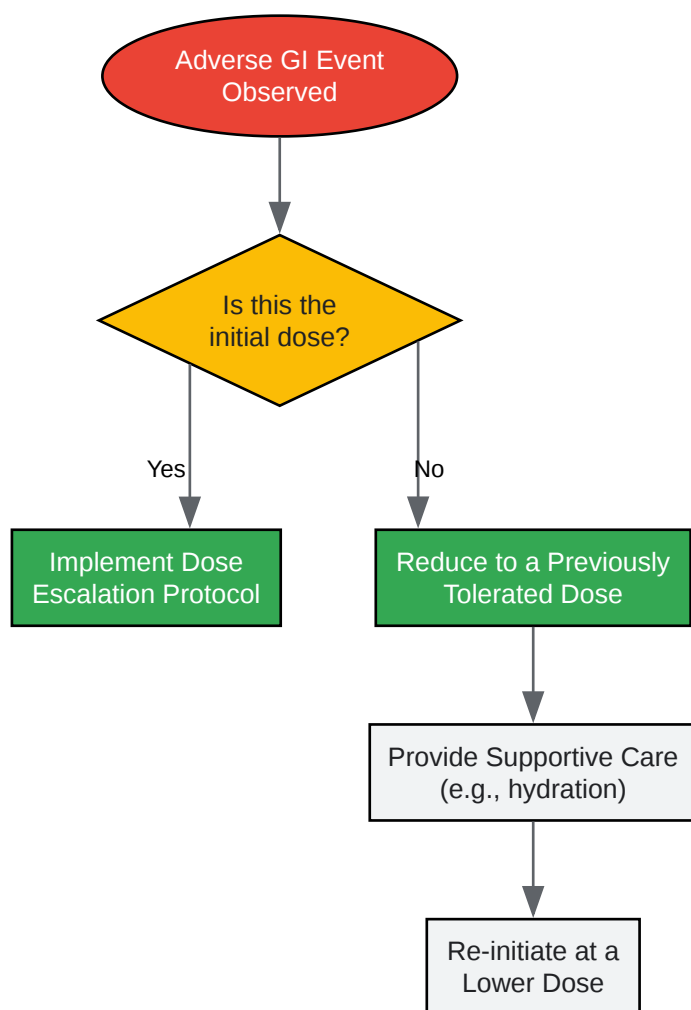 Adverse GI Event
Observed
Is this the
initial dose?
Yes
No
Implement Dose
Escalation Protocol
Reduce to a Previously
Tolerated Dose
Provide Supportive Care
(e.g., hydration)
Re-initiate at a
Lower Dose